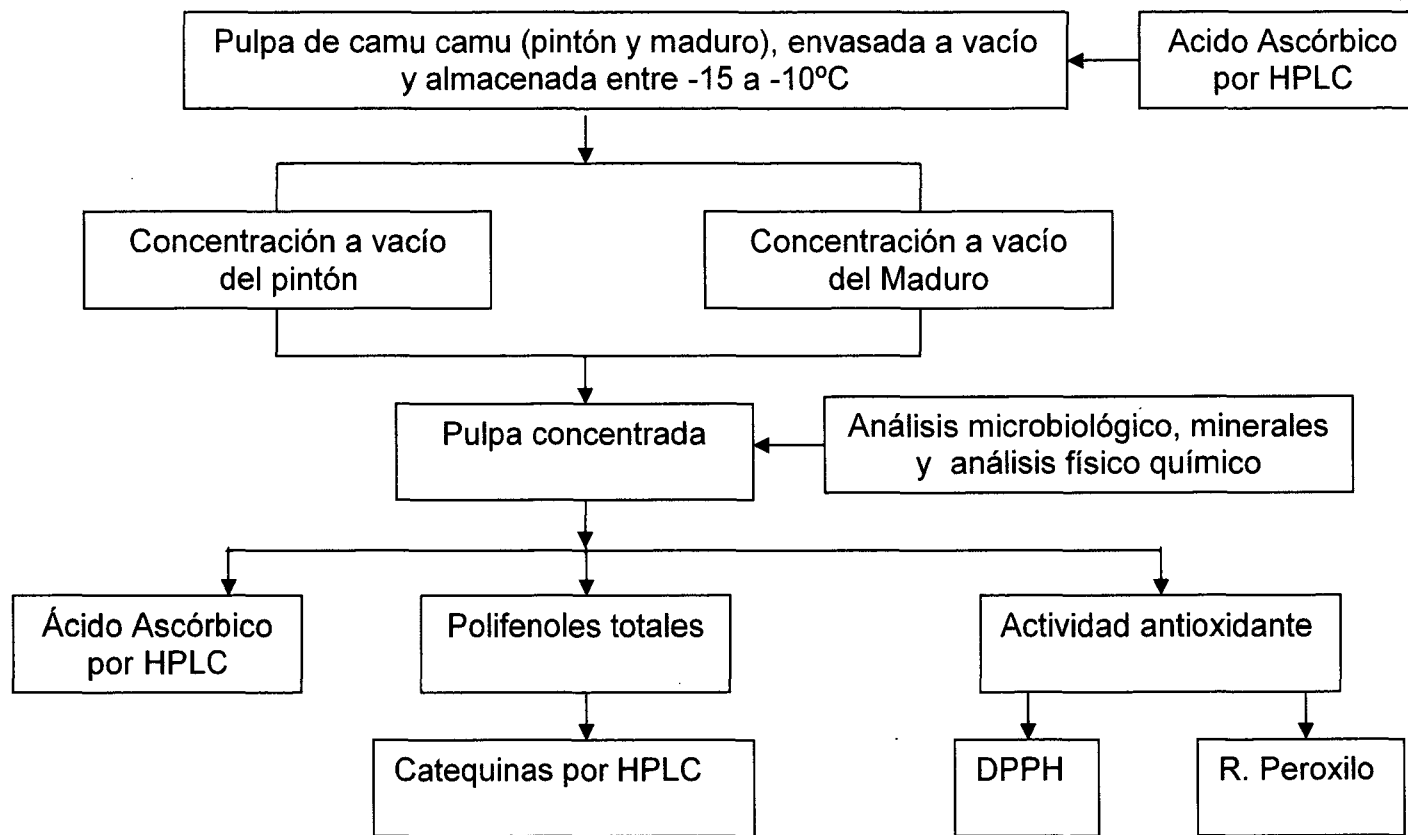 Pulpa de camu camu (pintón y maduro), envasada a vacío
y almacenada entre -15 a -10ºC
Acido Ascórbico
por HPLC
Concentración a vacío
del pintón
Concentración a vacío
del Maduro
Pulpa concentrada
Análisis microbiológico, minerales
y análisis físico químico
Ácido Ascórbico
por HPLC
Polifenoles totales
Actividad antioxidante
Catequinas por HPLC
DPPH
R. Peroxilo